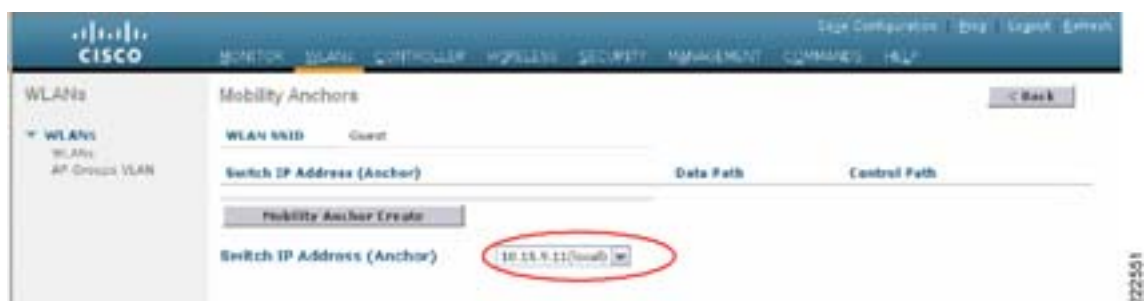 Save Configuration Ping Logout Refresh
CISCO
MONITOR WLANs CONTROLLER WIRELESS SECURITY MANAGEMENT COMMANDS HELP
WLANs
Mobility Anchors
< Back
WLANs
WLANs
AP Groups VLAN
WLAN SSID Guest
Switch IP Address (Anchor) Data Path Control Path
Mobility Anchor Create
Switch IP Address (Anchor) 10.15.9.11(local)
22551